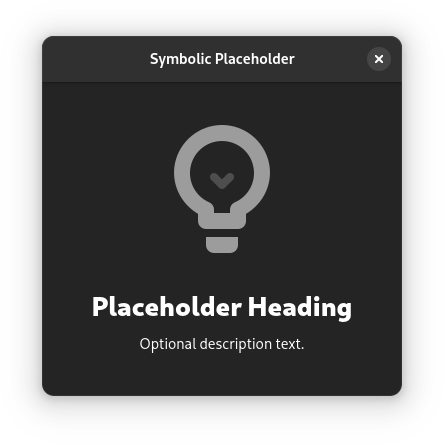 Symbolic Placeholder
Placeholder Heading
Optional description text.